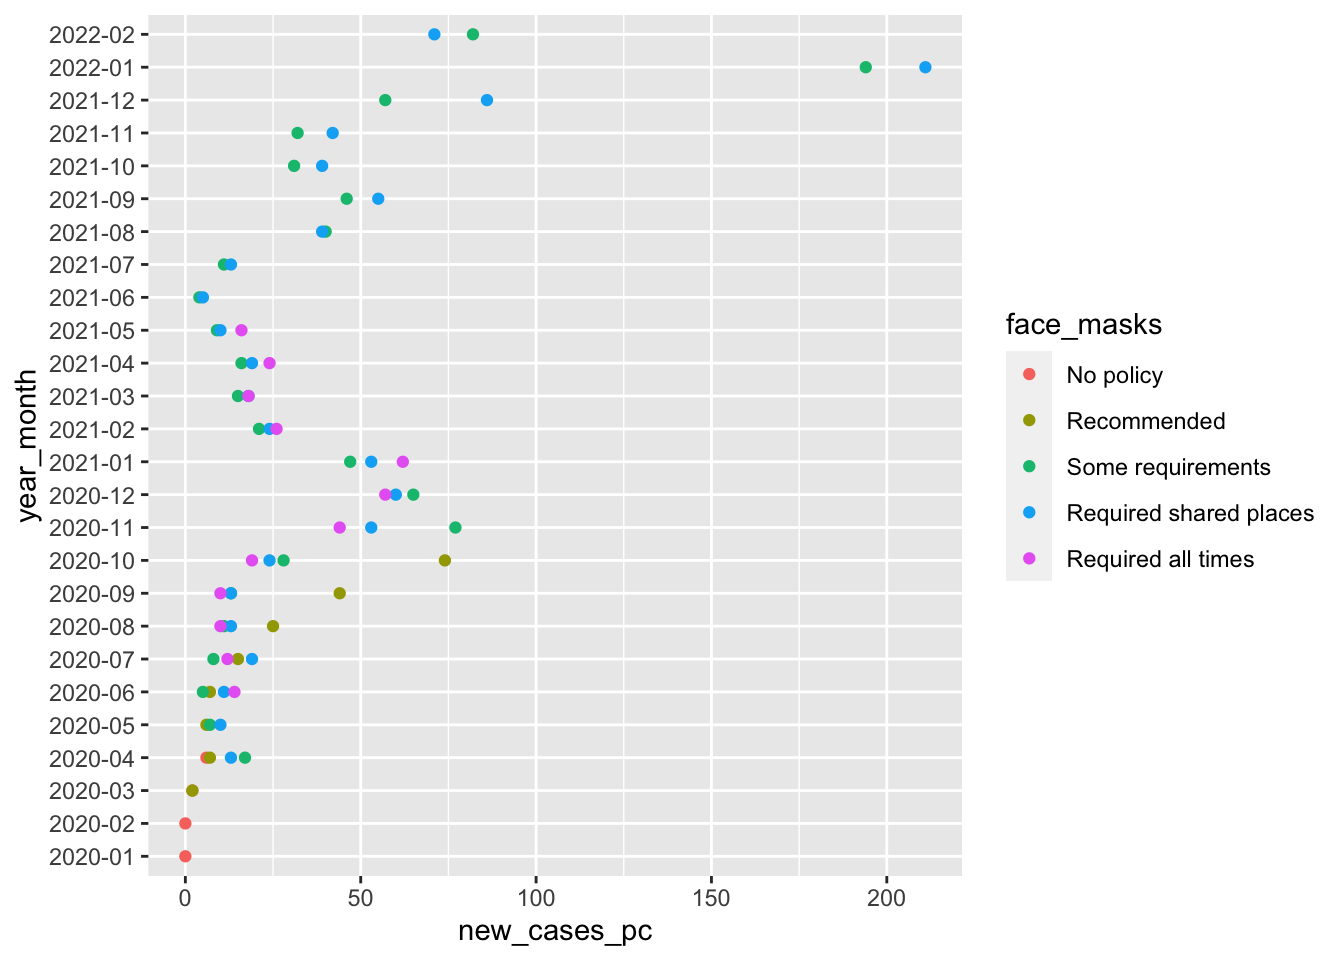 year_month
2022-02
2022-01
2021-12
2021-11
2021-10
2021-09
2021-08
2021-07
2021-06
2021-05
2021-04
2021-03
2021-02
2021-01
2020-12
2020-11
2020-10
2020-09
2020-08
2020-07
2020-06
2020-05
2020-04
2020-03
2020-02
2020-01
0 50 100 150 200
new_cases_pc
face_masks
No policy
Recommended
Some requirements
Required shared places
Required all times